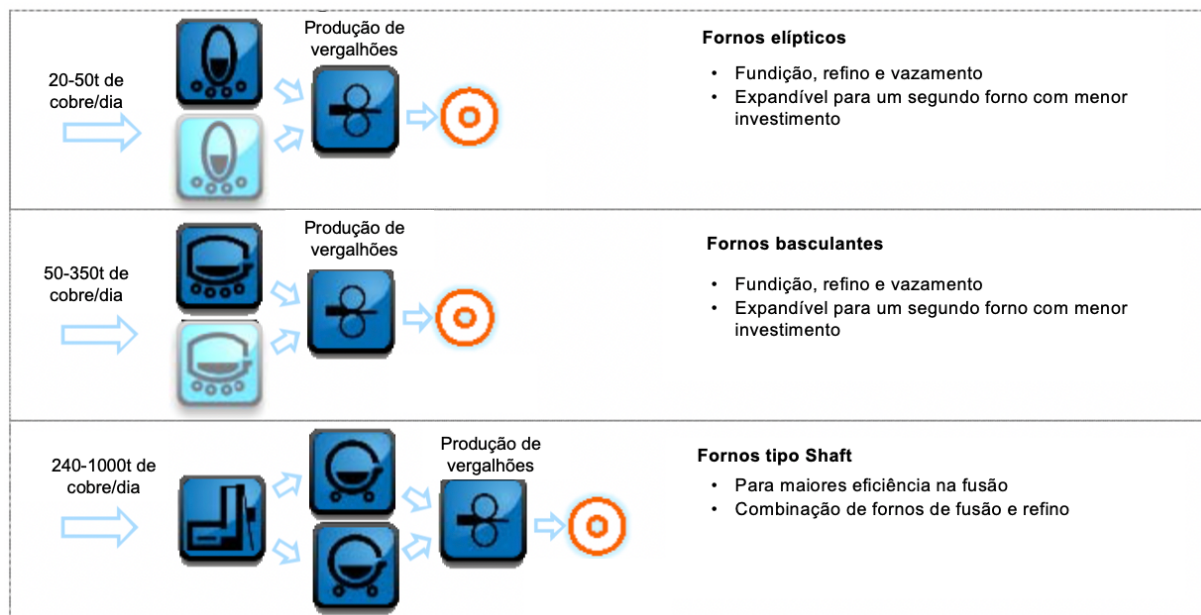 Produção de
vergalhões
20-50t de
cobre/dia
Fornos elípticos
• Fundição, refino e vazamento
• Expandível para um segundo forno com menor
investimento
Produção de
vergalhões
50-350t de
cobre/dia
Fornos basculantes
• Fundição, refino e vazamento
• Expandível para um segundo forno com menor
investimento
240-1000t de
cobre/dia
Produção de
vergalhões
Fornos tipo Shaft
• Para maiores eficiência na fusão
• Combinação de fornos de fusão e refino